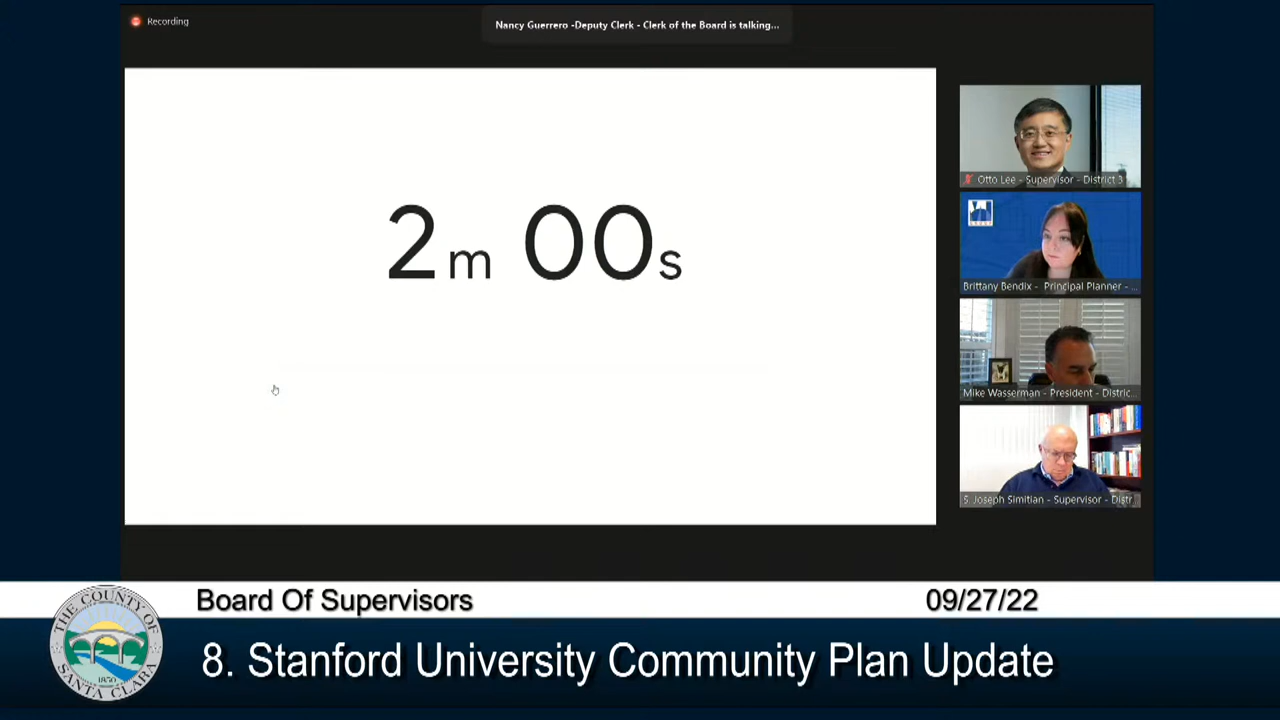 Recording
Nancy Guerrero -Deputy Clerk - Clerk of the Board is talking...
2m 00s
Otto Lee - Supervisor - District 3
Brittany Bendix - Principal Planner - ...
Mike Wasserman - President - Distric...
S. Joseph Simitian - Supervisor - Distr
Board Of Supervisors
09/27/22
THE COUNTY OF
SANTA CLARA
1850
8. Stanford University Community Plan Update